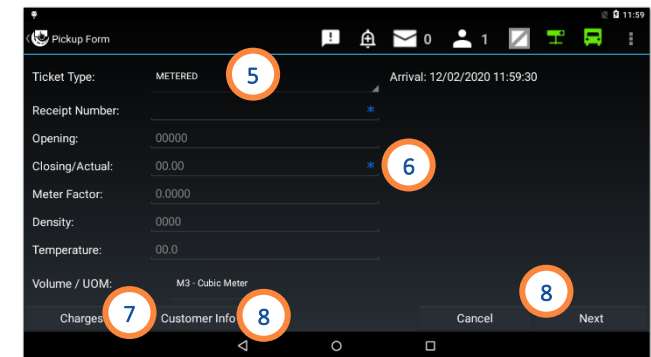 11:59
Pickup Form
0
1
Ticket Type:
METERED
5
Arrival: 12/02/2020 11:59:30
Receipt Number:
*
Opening:
00000
Closing/Actual:
00.00
*
6
Meter Factor:
0.0000
Density:
0000
Temperature:
00.0
Volume / UOM:
M3 - Cubic Meter
Charges
7
Customer Info
8
Cancel
8
Next